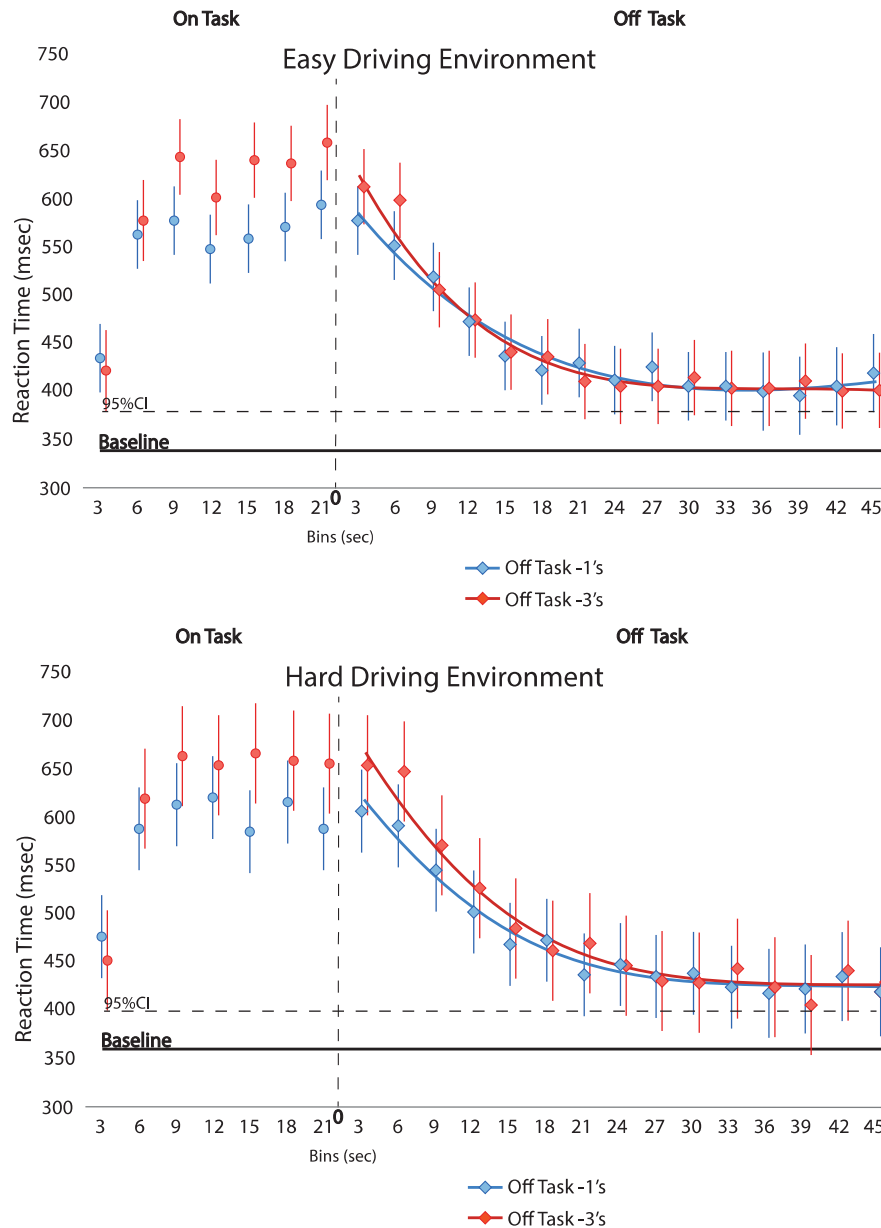 On Task Off Task
Easy Driving Environment
750
700
650
600
550
500
450
400
350
300
Reaction Time (msec)
95%CI
Baseline
0
3 6 9 12 15 18 21 3 6 9 12 15 18 21 24 27 30 33 36 39 42 45
Bins (sec)
Off Task -1's
Off Task -3's
On Task Off Task
Hard Driving Environment
750
700
650
600
550
500
450
400
350
300
Reaction Time (msec)
95%CI
Baseline
0
3 6 9 12 15 18 21 3 6 9 12 15 18 21 24 27 30 33 36 39 42 45
Bins (sec)
Off Task -1's
Off Task -3's